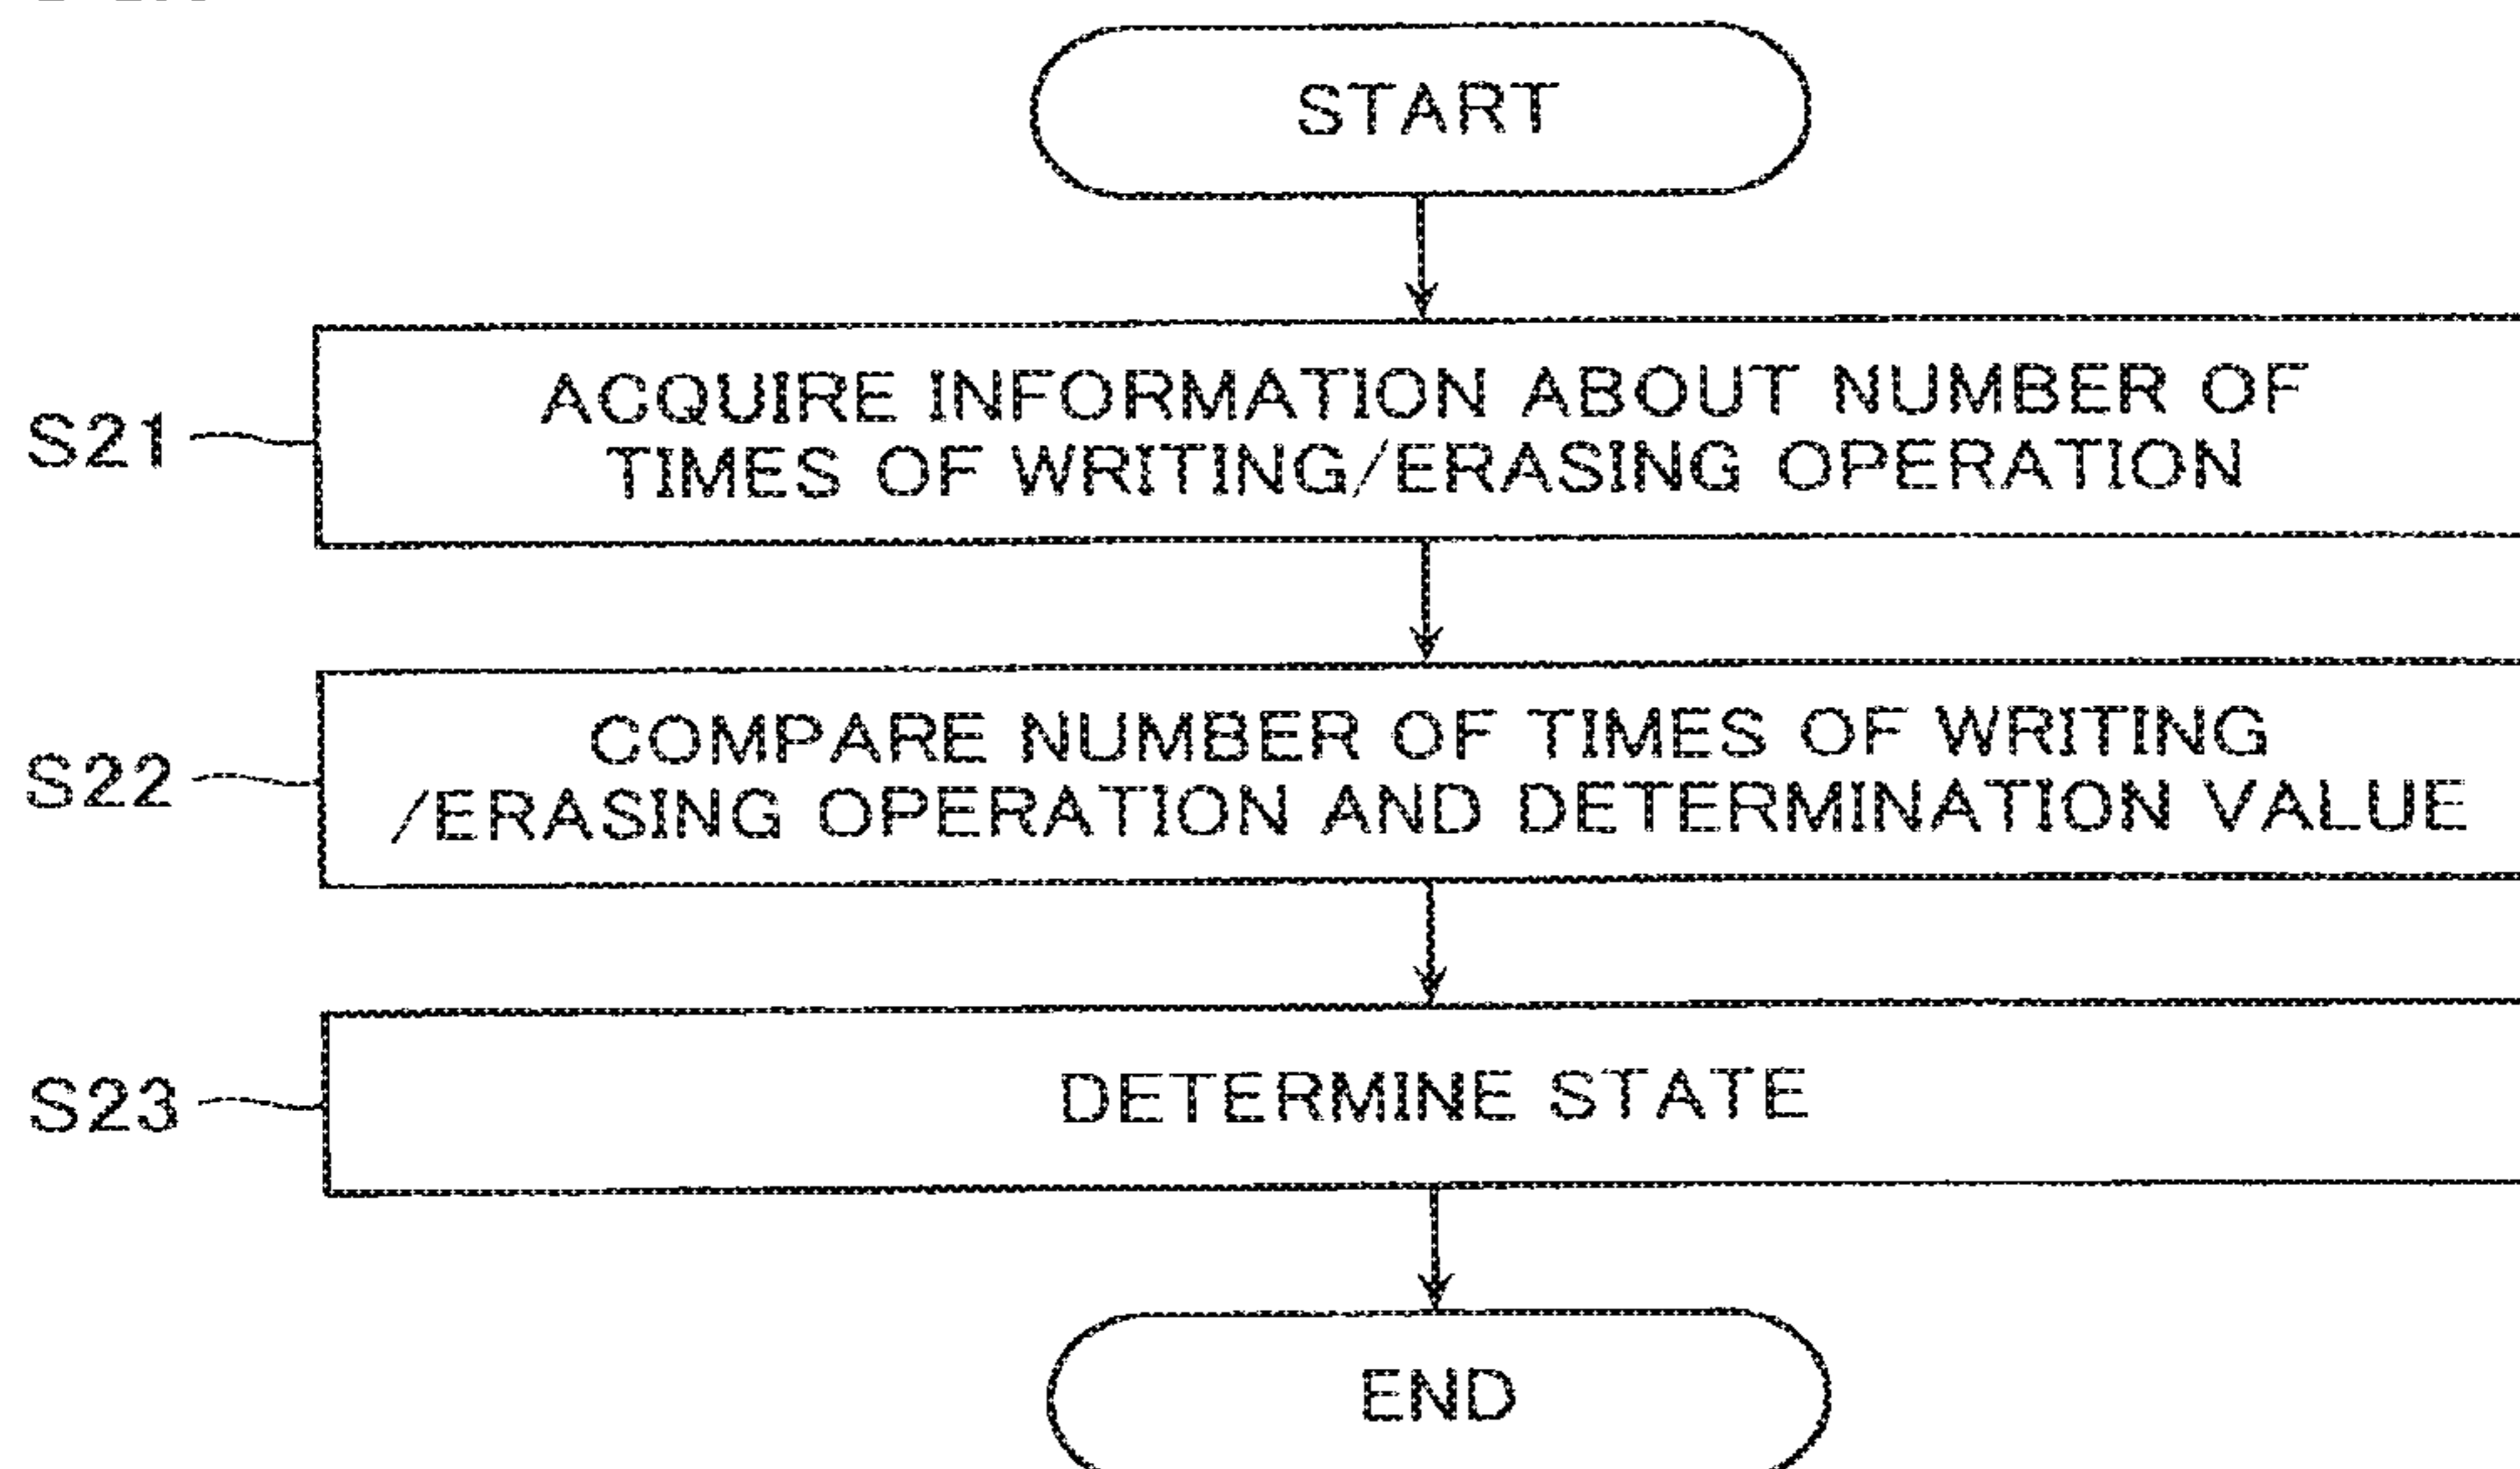 START
S21
ACQUIRE INFORMATION ABOUT NUMBER OF
TIMES OF WRITING/ERASING OPERATION
S22
COMPARE NUMBER OF TIMES OF WRITING
/ERASING OPERATION AND DETERMINATION VALUE
S23
DETERMINE STATE
END